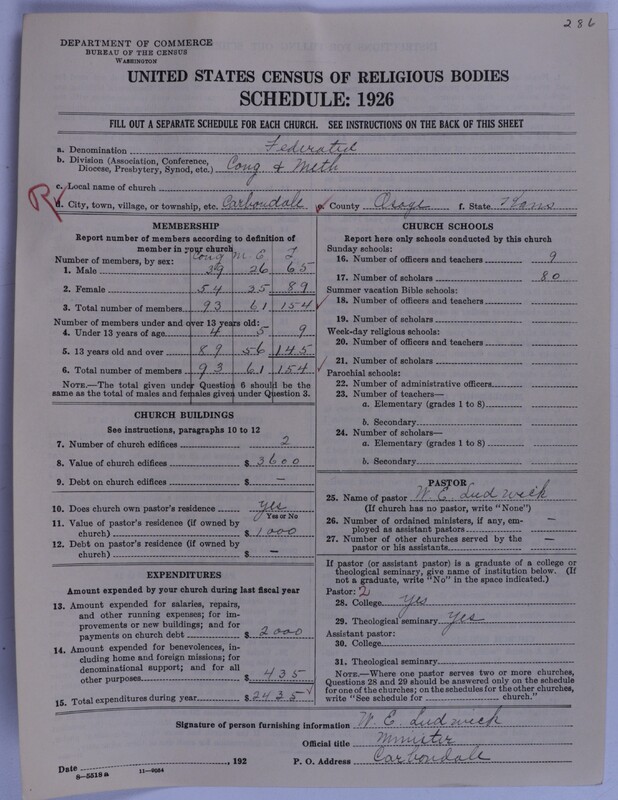 286
DEPARTMENT OF COMMERCE
BUREAU OF THE CENSUS
WASHINGTON
UNITED STATES CENSUS OF RELIGIOUS BODIES
SCHEDULE: 1926
FILL OUT A SEPARATE SCHEDULE FOR EACH CHURCH. SEE INSTRUCTIONS ON THE BACK OF THIS SHEET
a. Denomination Federated
b. Division (Association, Conference, Diocese, Presbytery, Synod, etc.) Cong & Meth
c. Local name of church
R
d. City, town, village, or township, etc. Carbondale e. County Osage f. State Kans
MEMBERSHIP
Report number of members according to definition of
member in your church
Cong M. E. T
Number of members, by sex:
1. Male 39 26 65
2. Female 54 35 89
3. Total number of members 93 61 154
Number of members under and over 13 years old:
4. Under 13 years of age 4 5 9
5. 13 years old and over 89 56 145
6. Total number of members 93 61 154
NOTE.—The total given under Question 6 should be the
same as the total of males and females given under Question 3.
CHURCH BUILDINGS
See instructions, paragraphs 10 to 12
7. Number of church edifices 2
8. Value of church edifices $ 3600
9. Debt on church edifices $ —
10. Does church own pastor's residence yes
Yes or No
11. Value of pastor's residence (if owned by
church) $ 1000
12. Debt on pastor's residence (if owned by
church) $ —
EXPENDITURES
Amount expended by your church during last fiscal year
13. Amount expended for salaries, repairs,
and other running expenses; for im-
provements or new buildings; and for
payments on church debt $ 2000
14. Amount expended for benevolences, in-
cluding home and foreign missions; for
denominational support; and for all
other purposes $ 435
15. Total expenditures during year $ 2435
CHURCH SCHOOLS
Report here only schools conducted by this church
Sunday schools:
16. Number of officers and teachers 9
17. Number of scholars 80
Summer vacation Bible schools:
18. Number of officers and teachers
19. Number of scholars
Week-day religious schools:
20. Number of officers and teachers
21. Number of scholars
Parochial schools:
22. Number of administrative officers
23. Number of teachers—
a. Elementary (grades 1 to 8)
b. Secondary
24. Number of scholars—
a. Elementary (grades 1 to 8)
b. Secondary
PASTOR
25. Name of pastor W. E. Ludwick
(If church has no pastor, write "None")
26. Number of ordained ministers, if any, em-
ployed as assistant pastors —
27. Number of other churches served by the
pastor or his assistants —
If pastor (or assistant pastor) is a graduate of a college or
theological seminary, give name of institution below. (If
not a graduate, write "No" in the space indicated.)
Pastor: 2
28. College yes
29. Theological seminary Yes
Assistant pastor:
30. College
31. Theological seminary
NOTE.—Where one pastor serves two or more churches,
Questions 28 and 29 should be answered only on the schedule
for one of the churches; on the schedules for the other churches,
write "See schedule for church."
Signature of person furnishing information W. E. Ludwick
Official title Minister
Date , 192 P. O. Address Carbondale
8—5518a 11—9054